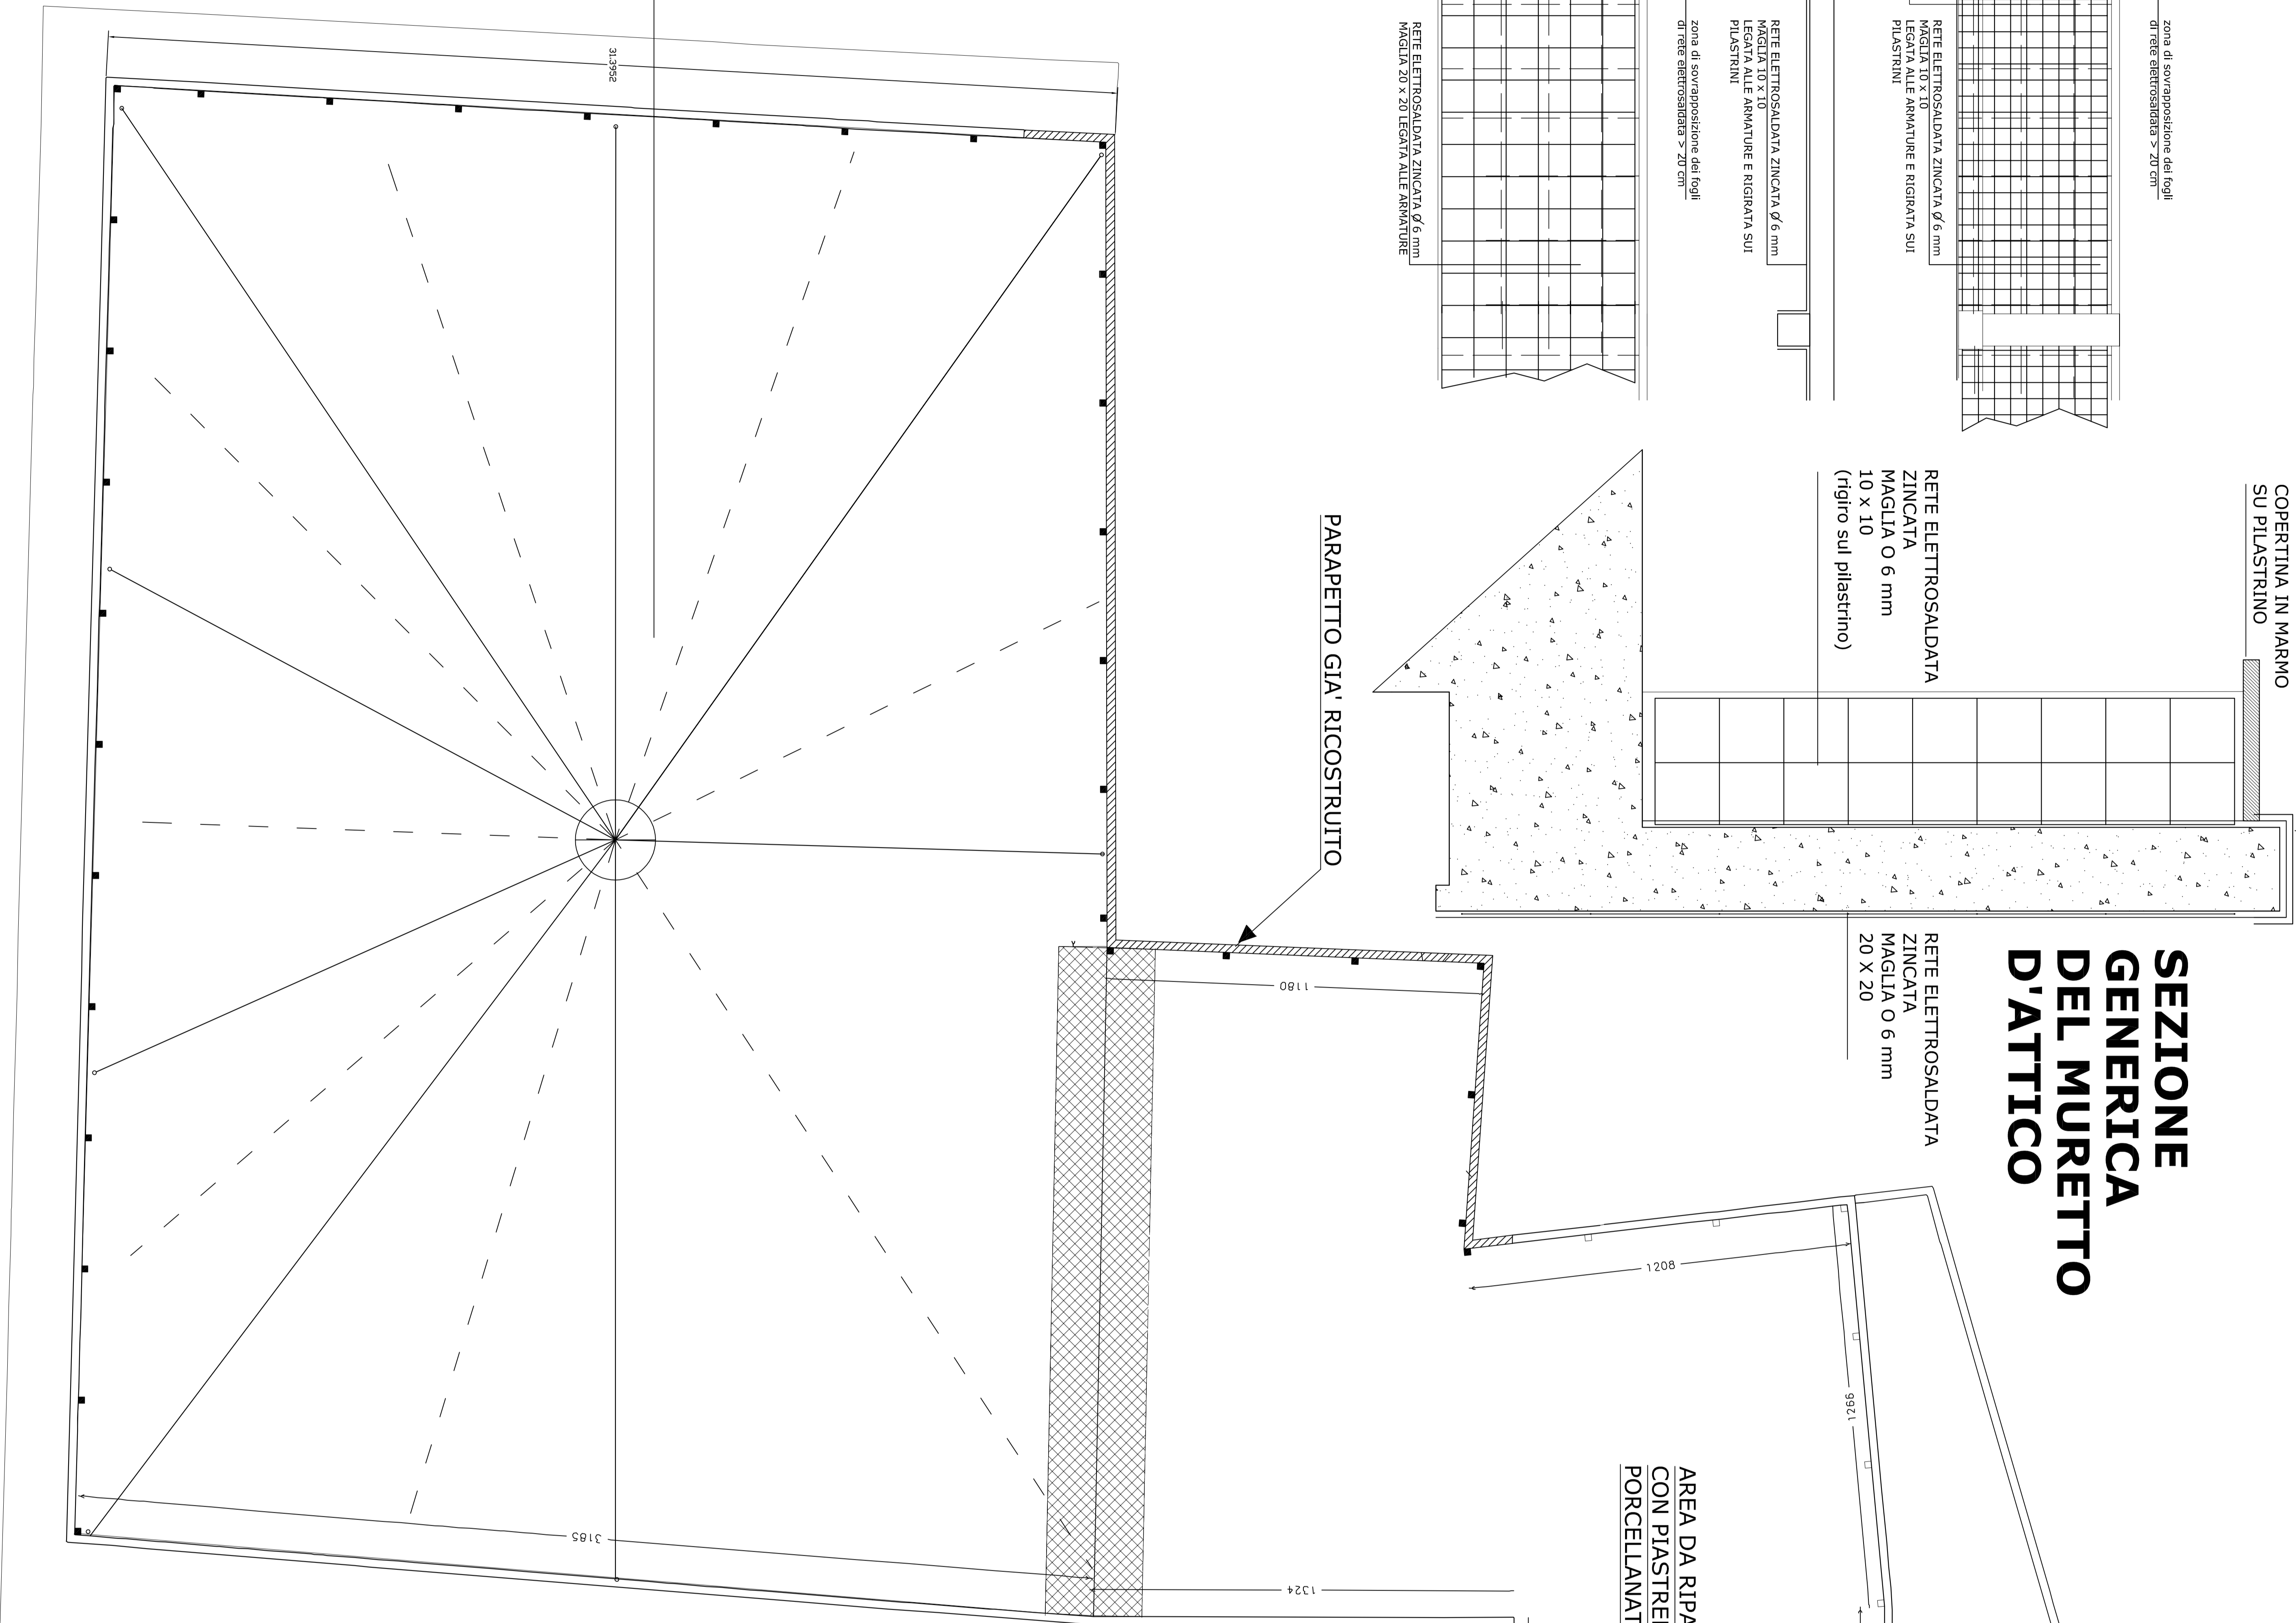 zona di sovrapposizione dei fogli
di rete elettrosaldata > 20 cm
RETE ELETTROSALDATA ZINCATA Ø 6 mm
MAGLIA 10 x 10
LEGATA ALLE ARMATURE E RIGIRATA SUI
PILASTRINI
RETE ELETTROSALDATA ZINCATA Ø 6 mm
MAGLIA 10 x 10
LEGATA ALLE ARMATURE E RIGIRATA SUI
PILASTRINI
zona di sovrapposizione dei fogli
di rete elettrosaldata > 20 cm
RETE ELETTROSALDATA ZINCATA Ø 6 mm
MAGLIA 20 x 20 LEGATA ALLE ARMATURE
31.3952
COPERTINA IN MARMO
SU PILASTRINO
RETE ELETTROSALDATA
ZINCATA
MAGLIA O 6 mm
10 x 10
(rigiro sul pilastrino)
PARAPETTO GIA' RICOSTRUITO
SEZIONE
GENERICA
DEL MURETTO
D'ATTICO
RETE ELETTROSALDATA
ZINCATA
MAGLIA O 6 mm
20 X 20
1180
1208
1266
AREA DA RIPA
CON PIASTREL
PORCELLANAT
3185
1324